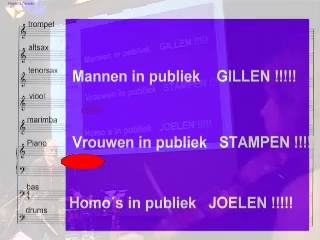 trompet
altsax
tenorsax
viool
marimba
Piano
bas
drums
Mannen in publiek GILLEN !!!!!
Vrouwen in publiek STAMPEN !!!!!
Homo´s in publiek JOELEN !!!!!